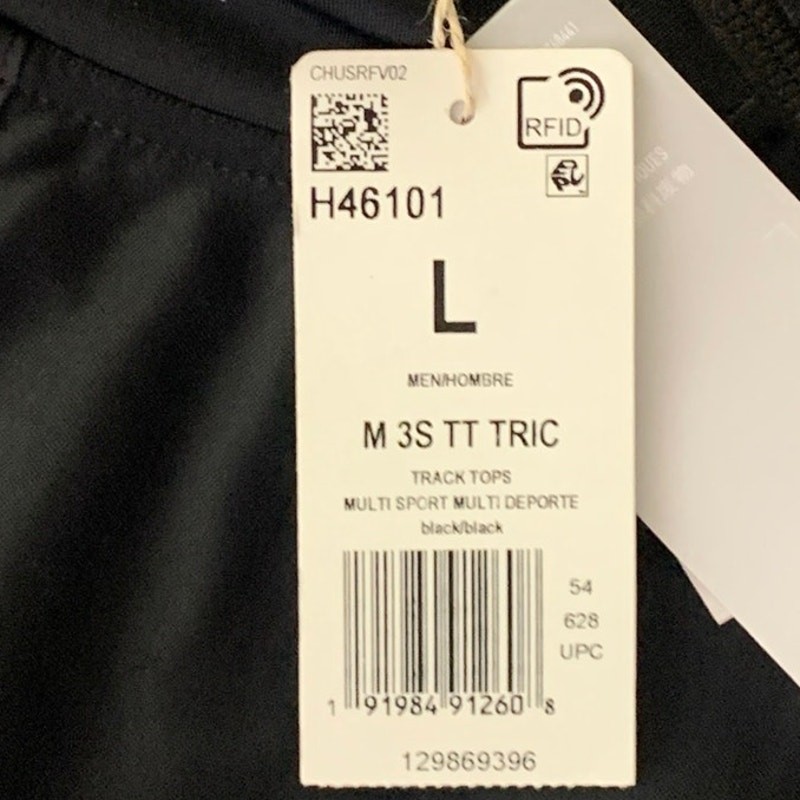 CHUSRFV02
RFID
H46101
L
MEN/HOMBRE
M 3S TT TRIC
TRACK TOPS
MULTI SPORT MULTI DEPORTE
black/black
54
628
UPC
1 91984 91260 8
129869396